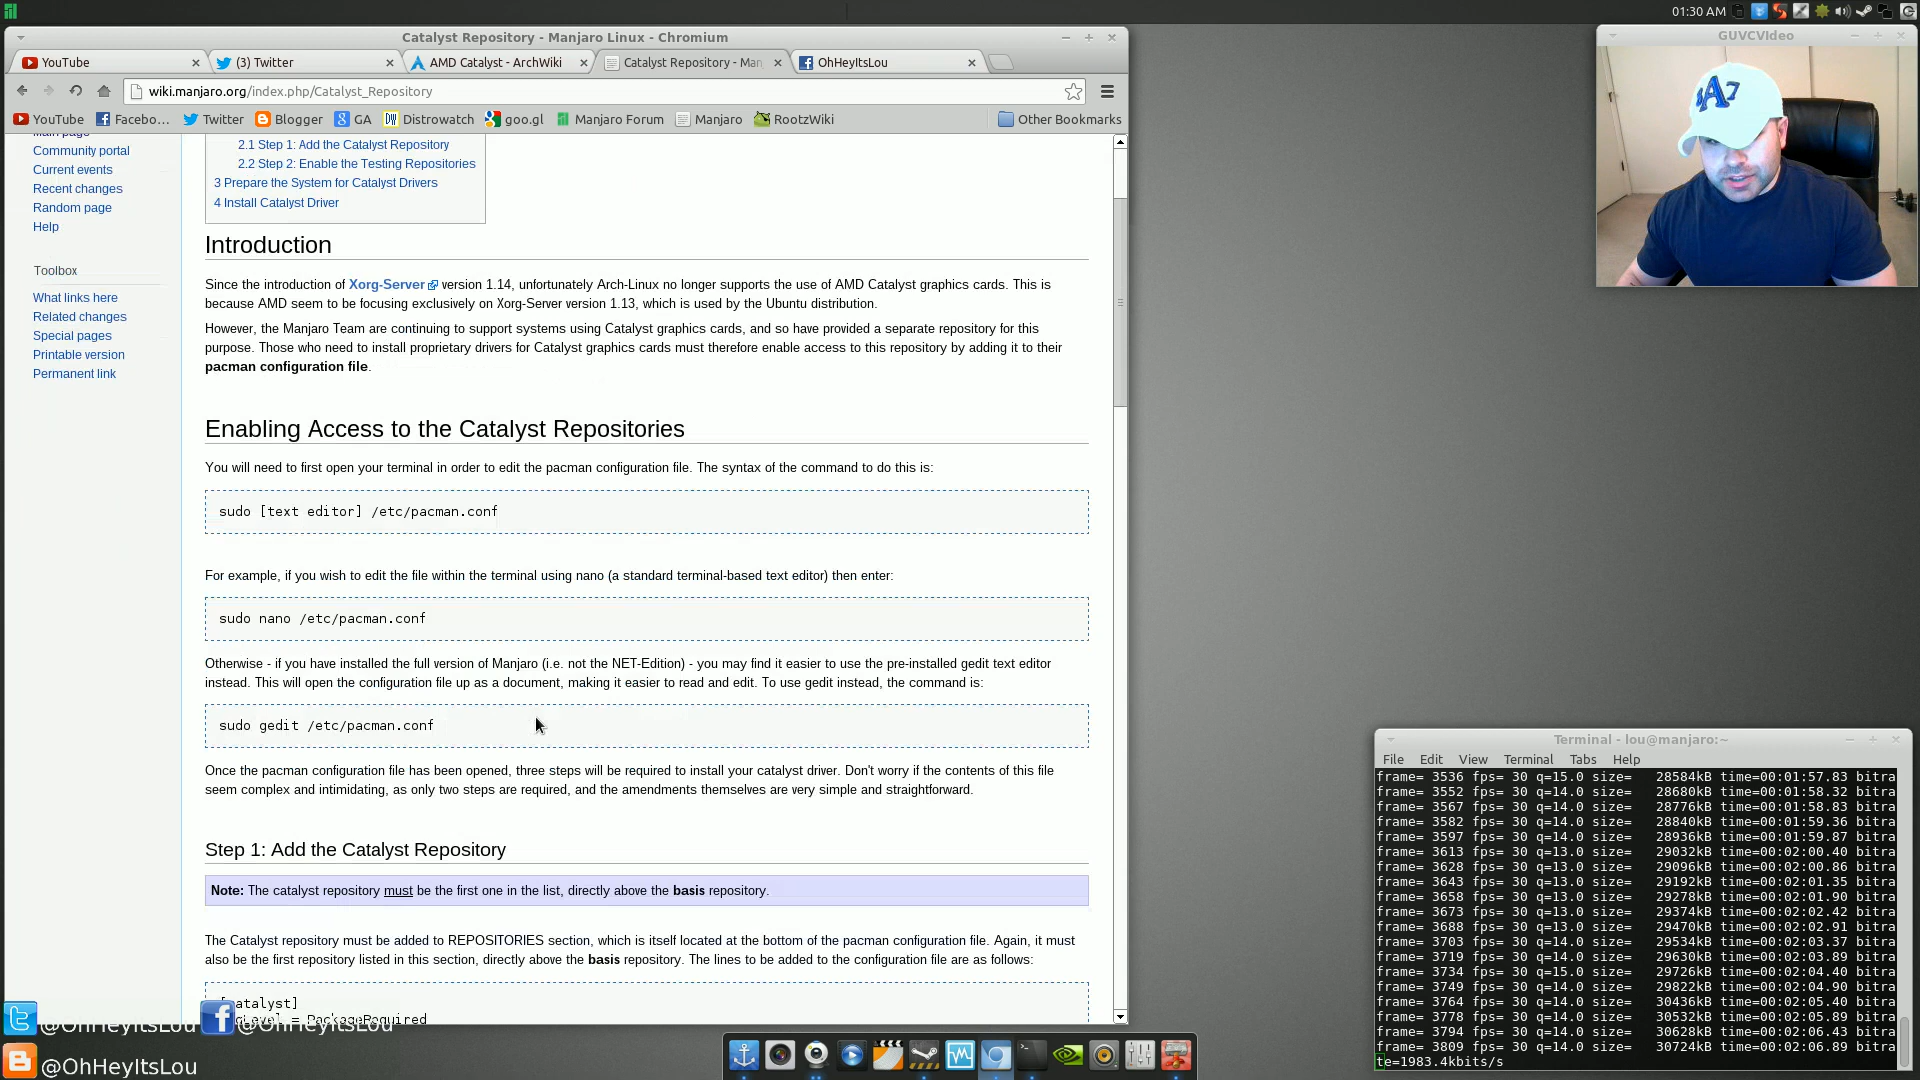 01:30 AM
Catalyst Repository - Manjaro Linux - Chromium
YouTube
(3) Twitter
AMD Catalyst - ArchWiki
Catalyst Repository - Man
OhHeyItsLou
wiki.manjaro.org/index.php/Catalyst_Repository
YouTube
Facebo...
Twitter
Blogger
GA
Distrowatch
goo.gl
Manjaro Forum
Manjaro
RootzWiki
Other Bookmarks
Main page
Community portal
Current events
Recent changes
Random page
Help
Toolbox
What links here
Related changes
Special pages
Printable version
Permanent link
2.1 Step 1: Add the Catalyst Repository
2.2 Step 2: Enable the Testing Repositories
3 Prepare the System for Catalyst Drivers
4 Install Catalyst Driver
Introduction
Since the introduction of Xorg-Server version 1.14, unfortunately Arch-Linux no longer supports the use of AMD Catalyst graphics cards. This is
because AMD seem to be focusing exclusively on Xorg-Server version 1.13, which is used by the Ubuntu distribution.
However, the Manjaro Team are continuing to support systems using Catalyst graphics cards, and so have provided a separate repository for this
purpose. Those who need to install proprietary drivers for Catalyst graphics cards must therefore enable access to this repository by adding it to their
pacman configuration file.
Enabling Access to the Catalyst Repositories
You will need to first open your terminal in order to edit the pacman configuration file. The syntax of the command to do this is:
sudo [text editor] /etc/pacman.conf
For example, if you wish to edit the file within the terminal using nano (a standard terminal-based text editor) then enter:
sudo nano /etc/pacman.conf
Otherwise - if you have installed the full version of Manjaro (i.e. not the NET-Edition) - you may find it easier to use the pre-installed gedit text editor
instead. This will open the configuration file up as a document, making it easier to read and edit. To use gedit instead, the command is:
sudo gedit /etc/pacman.conf
Once the pacman configuration file has been opened, three steps will be required to install your catalyst driver. Don't worry if the contents of this file
seem complex and intimidating, as only two steps are required, and the amendments themselves are very simple and straightforward.
Step 1: Add the Catalyst Repository
Note: The catalyst repository must be the first one in the list, directly above the basis repository.
The Catalyst repository must be added to REPOSITORIES section, which is itself located at the bottom of the pacman configuration file. Again, it must
also be the first repository listed in this section, directly above the basis repository. The lines to be added to the configuration file are as follows:
[catalyst]
= PackageRequired
@OhHeyItsLou
@OhHeyItsLou
@OhHeyItsLou
GUVCVIdeo
A7
Terminal - lou@manjaro:~
File Edit View Terminal Tabs Help
frame= 3536 fps= 30 q=15.0 size= 28584kB time=00:01:57.83 bitra
frame= 3552 fps= 30 q=14.0 size= 28680kB time=00:01:58.32 bitra
frame= 3567 fps= 30 q=14.0 size= 28776kB time=00:01:58.83 bitra
frame= 3582 fps= 30 q=14.0 size= 28840kB time=00:01:59.36 bitra
frame= 3597 fps= 30 q=14.0 size= 28936kB time=00:01:59.87 bitra
frame= 3613 fps= 30 q=13.0 size= 29032kB time=00:02:00.40 bitra
frame= 3628 fps= 30 q=13.0 size= 29096kB time=00:02:00.86 bitra
frame= 3643 fps= 30 q=13.0 size= 29192kB time=00:02:01.35 bitra
frame= 3658 fps= 30 q=13.0 size= 29278kB time=00:02:01.90 bitra
frame= 3673 fps= 30 q=13.0 size= 29374kB time=00:02:02.42 bitra
frame= 3688 fps= 30 q=13.0 size= 29470kB time=00:02:02.91 bitra
frame= 3703 fps= 30 q=14.0 size= 29534kB time=00:02:03.37 bitra
frame= 3719 fps= 30 q=14.0 size= 29630kB time=00:02:03.89 bitra
frame= 3734 fps= 30 q=15.0 size= 29726kB time=00:02:04.40 bitra
frame= 3749 fps= 30 q=14.0 size= 29822kB time=00:02:04.90 bitra
frame= 3764 fps= 30 q=14.0 size= 30436kB time=00:02:05.40 bitra
frame= 3778 fps= 30 q=14.0 size= 30532kB time=00:02:05.89 bitra
frame= 3794 fps= 30 q=14.0 size= 30628kB time=00:02:06.43 bitra
frame= 3809 fps= 30 q=14.0 size= 30724kB time=00:02:06.89 bitra
te=1983.4kbits/s